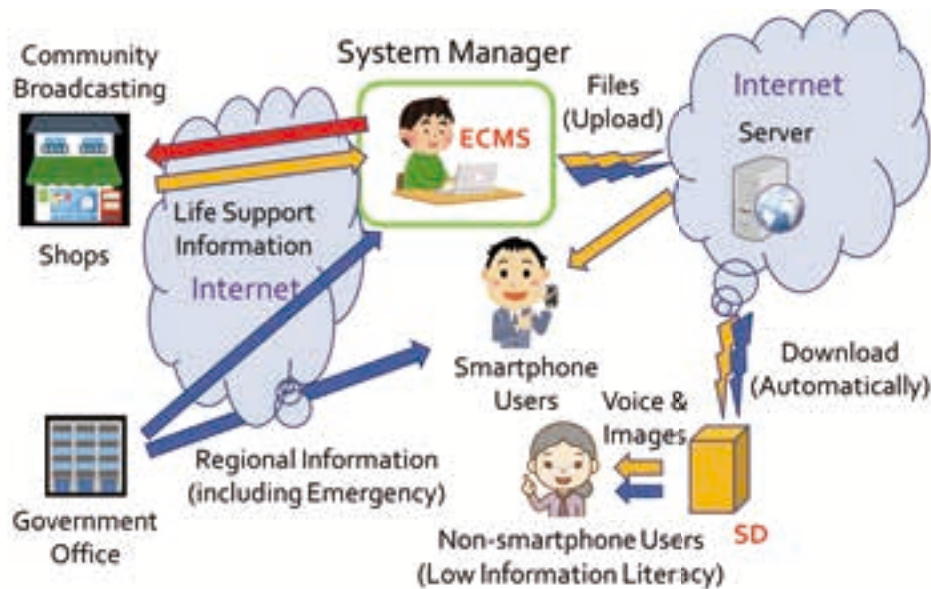 Community
Broadcasting
Shops
System Manager
ECMS
Files
(Upload)
Internet
Server
Life Support
Information
Internet
Smartphone
Users
Download
(Automatically)
Voice &
Images
Government
Office
Regional Information
(including Emergency)
SD
Non-smartphone Users
(Low Information Literacy)